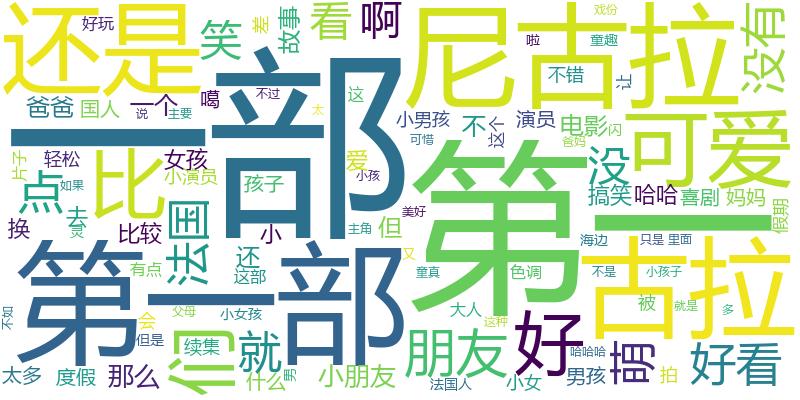 好玩
差
故事
看
啊
戏份
还是
笑
尼古拉
啦
童趣
没有
一部
爸爸
国人
一个
说
主要
噶
不过
这
太
不错
让
小男孩
不
这个
演员
电影
闪
可爱
可惜
爸妈
片子
轻松
如果
比
女孩
小演员
孩子
爱
小孩
第一
没
搞笑
哈哈
喜剧
妈妈
假期
点
去
换
比较
法国
小
主角
美好
但
海边
只是
里面
第一部
还
这部
有点
小女孩
又
童真
色调
不是
小孩子
古拉
大人
被
就是
多
不如
会
父母
但是
们
续集
就
朋友
这种
好
哈哈哈
萌
好看
太多
度假
那么
什么
男
小朋友
法国人
小女
男孩
拍